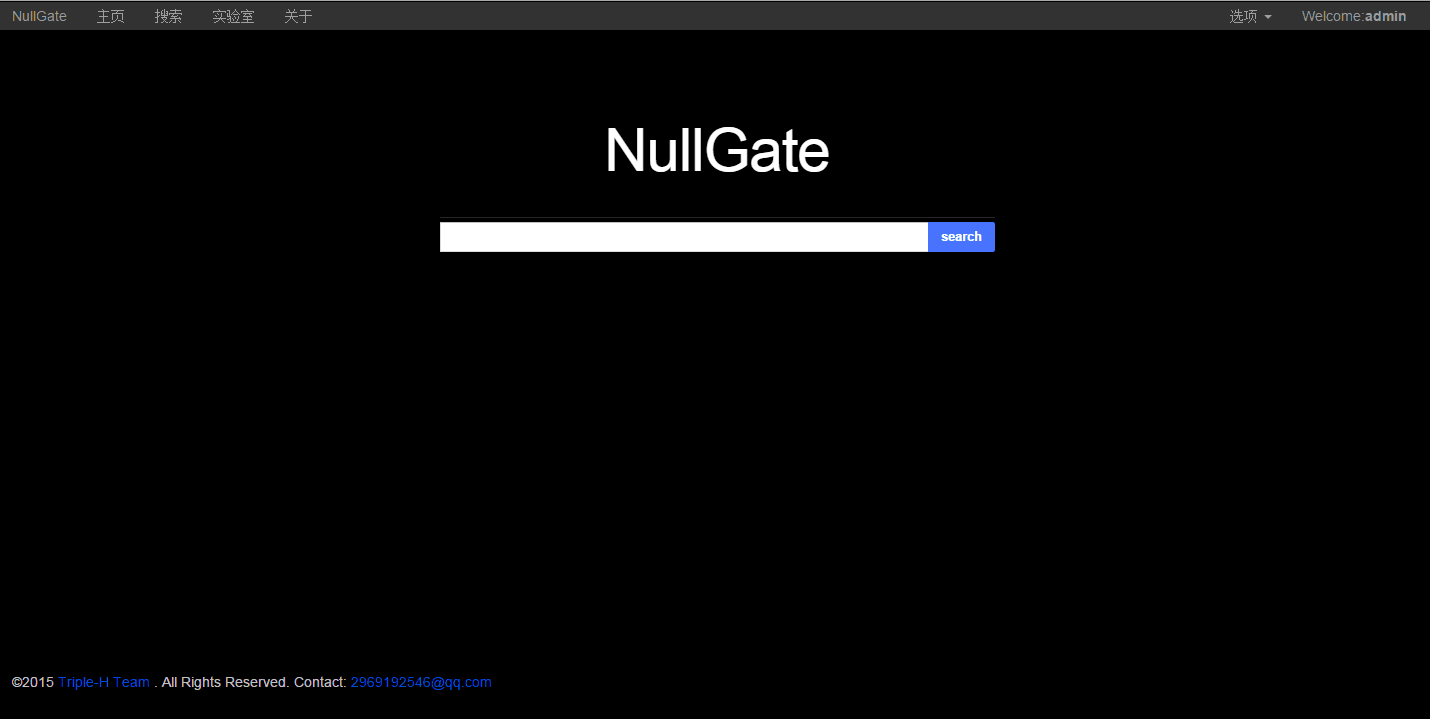 NullGate 主页 搜索 实验室 关于 选项 Welcome:admin
NullGate
search
©2015 Triple-H Team . All Rights Reserved. Contact: 2969192546@qq.com